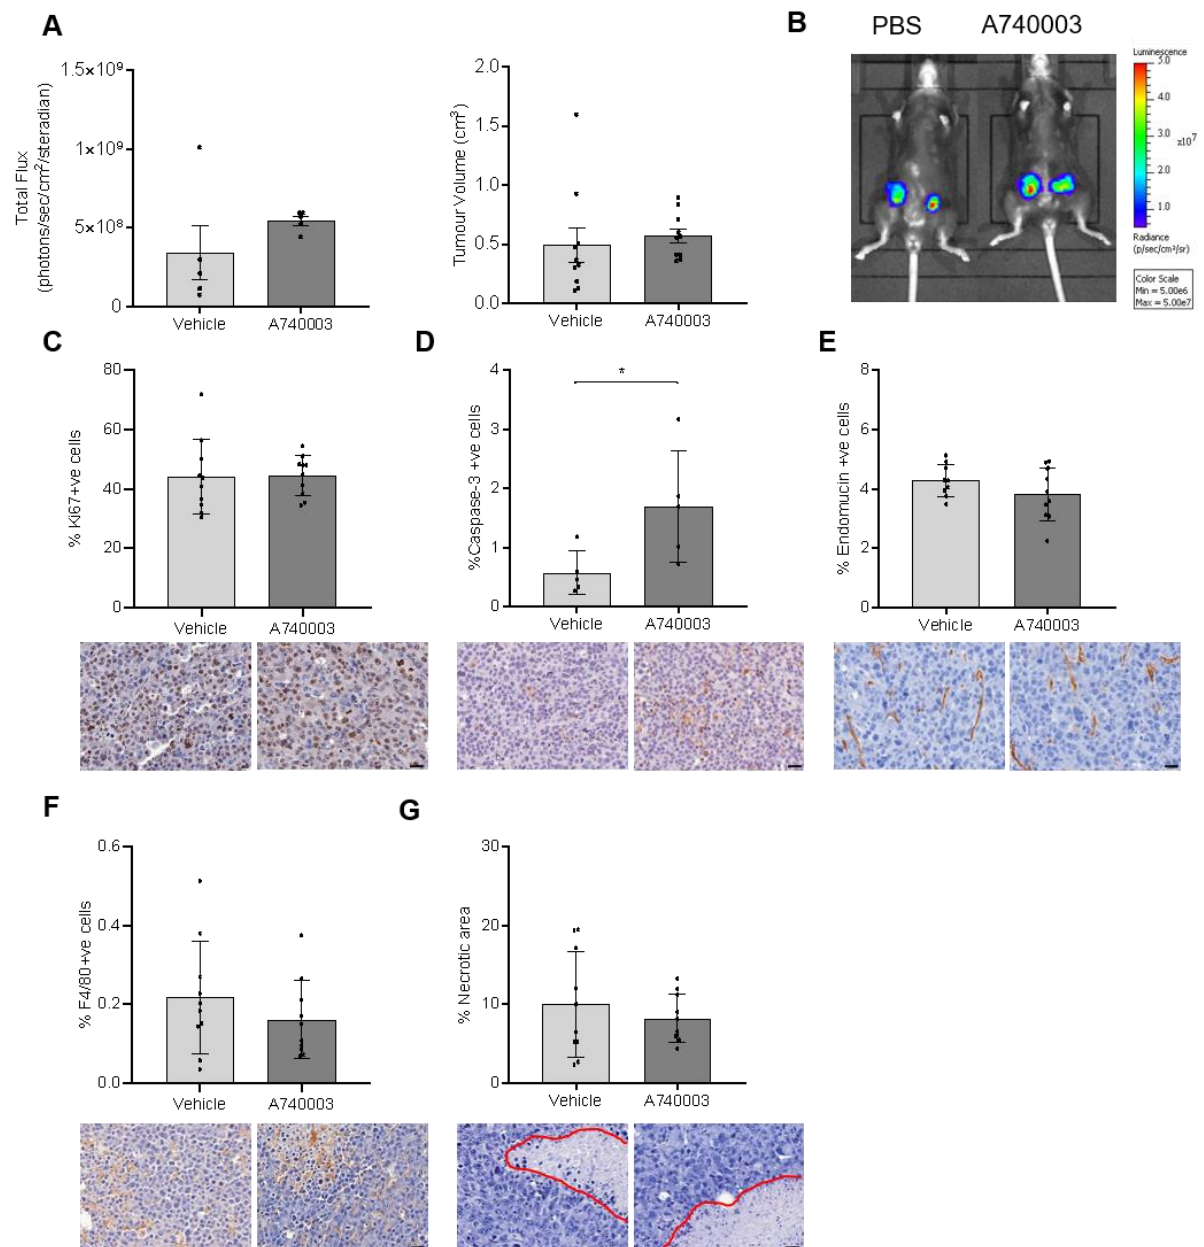 A
Total Flux
(photons/sec/cm²/steradian)
1.5×10⁹
1×10⁹
5×10⁸
0
Vehicle
A740003
Tumour Volume (cm³)
2.0
1.5
1.0
0.5
0.0
Vehicle
A740003
B
PBS
A740003
Luminescence
5.0
4.0
3.0
x10⁷
2.0
1.0
Radiance
(p/sec/cm²/sr)
Color Scale
Min = 5.00e6
Max = 5.00e7
C
% Ki67+ve cells
80
60
40
20
0
Vehicle
A740003
D
%Caspase-3 +ve cells
4
3
2
1
0
*
Vehicle
A740003
E
% Endomucin +ve cells
8
6
4
2
0
Vehicle
A740003
F
% F4/80+ve cells
0.6
0.4
0.2
0.0
Vehicle
A740003
G
% Necrotic area
30
20
10
0
Vehicle
A740003